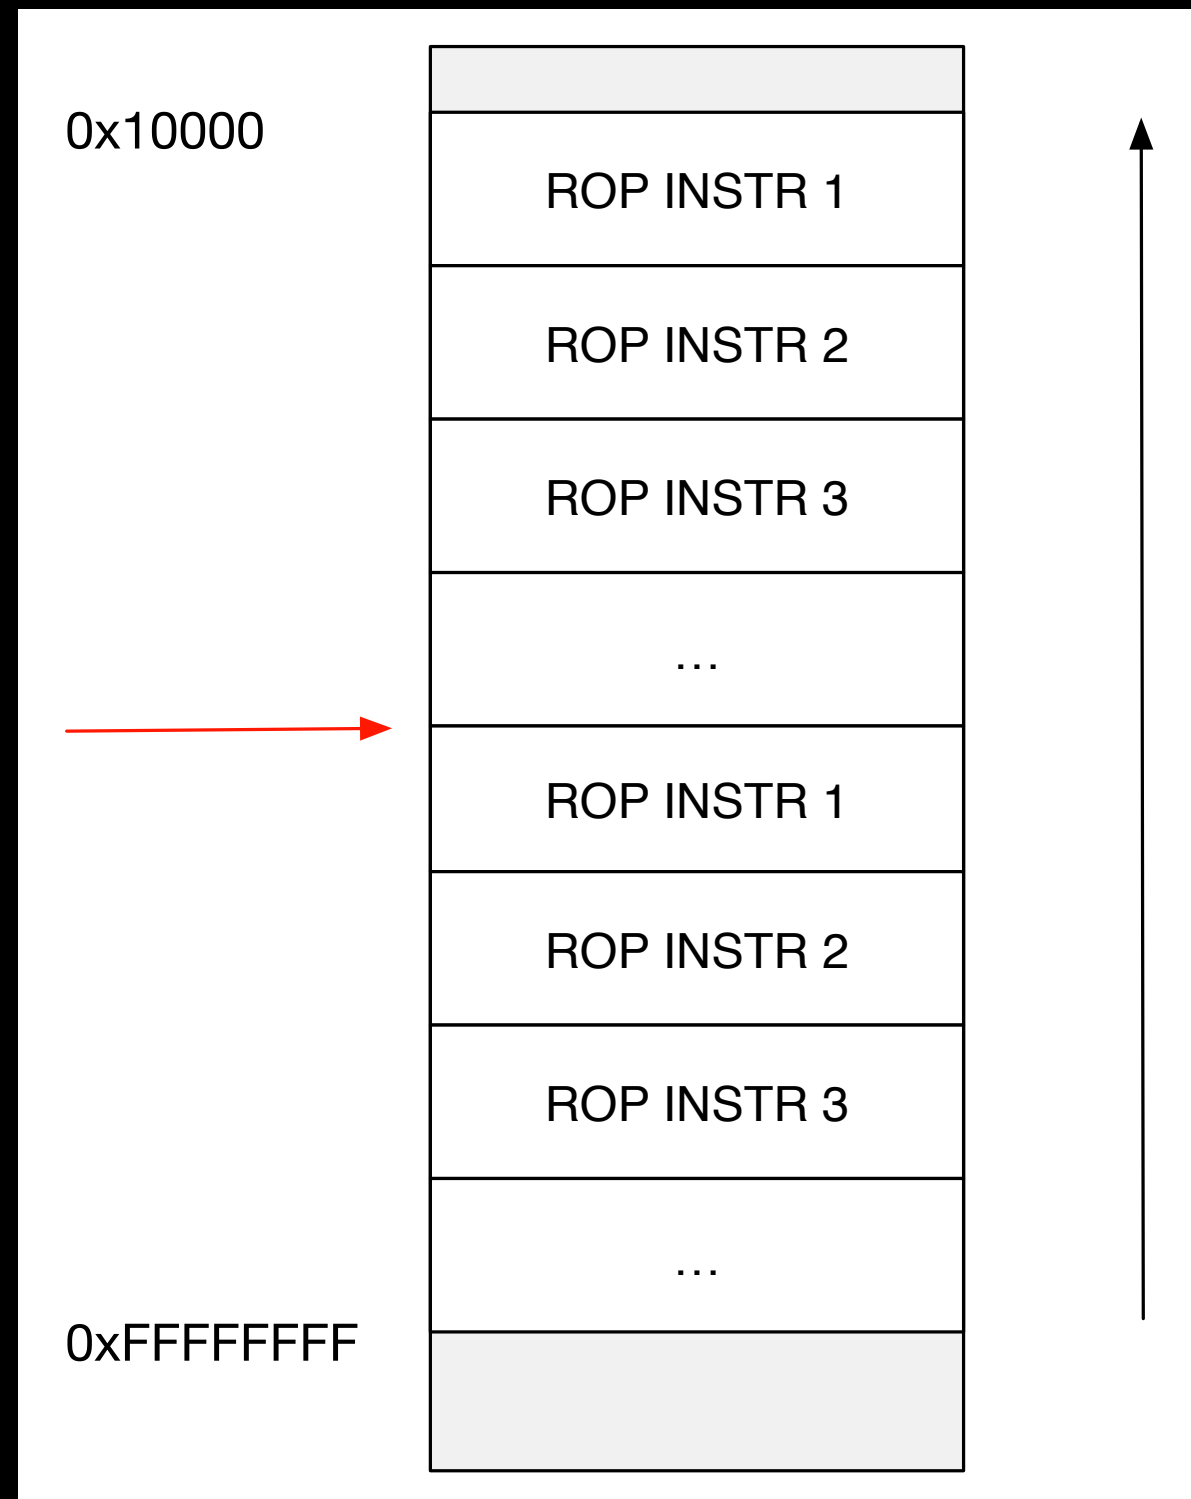 0x10000
ROP INSTR 1
ROP INSTR 2
ROP INSTR 3
...
ROP INSTR 1
ROP INSTR 2
ROP INSTR 3
...
0xFFFFFFFF